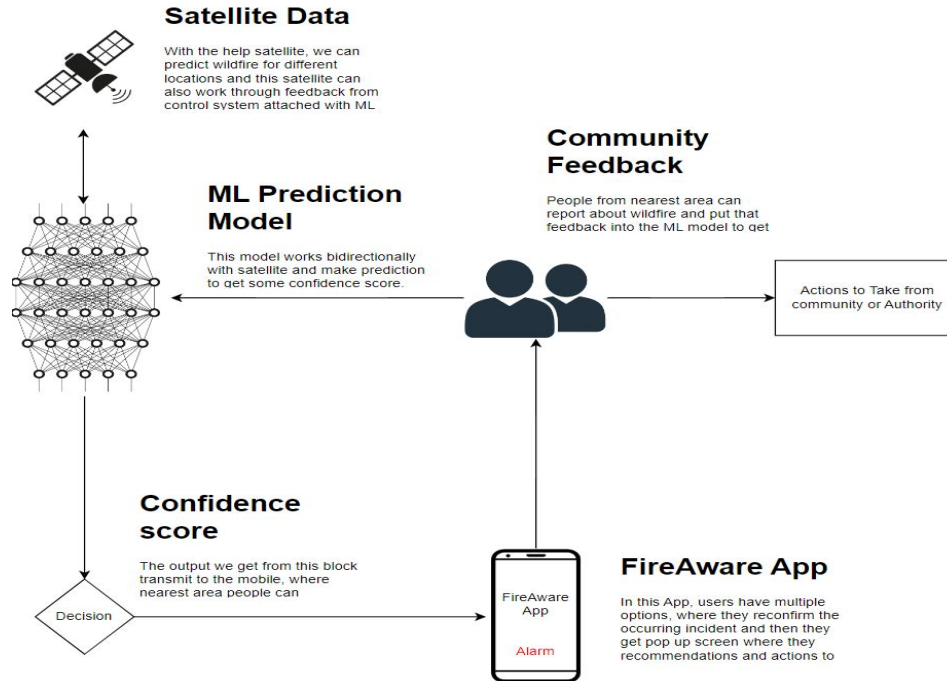 Satellite Data
With the help satellite, we can
predict wildfire for different
locations and this satellite can
also work through feedback from
control system attached with ML
Community
Feedback
People from nearest area can
report about wildfire and put that
feedback into the ML model to get
ML Prediction
Model
This model works bidirectionally
with satellite and make prediction
to get some confidence score.
Actions to Take from
community or Authority
Confidence
score
The output we get from this block
transmit to the mobile, where
nearest area people can
Decision
FireAware
App
Alarm
FireAware App
In this App, users have multiple
options, where they reconfirm the
occurring incident and then they
get pop up screen where they
recommendations and actions to